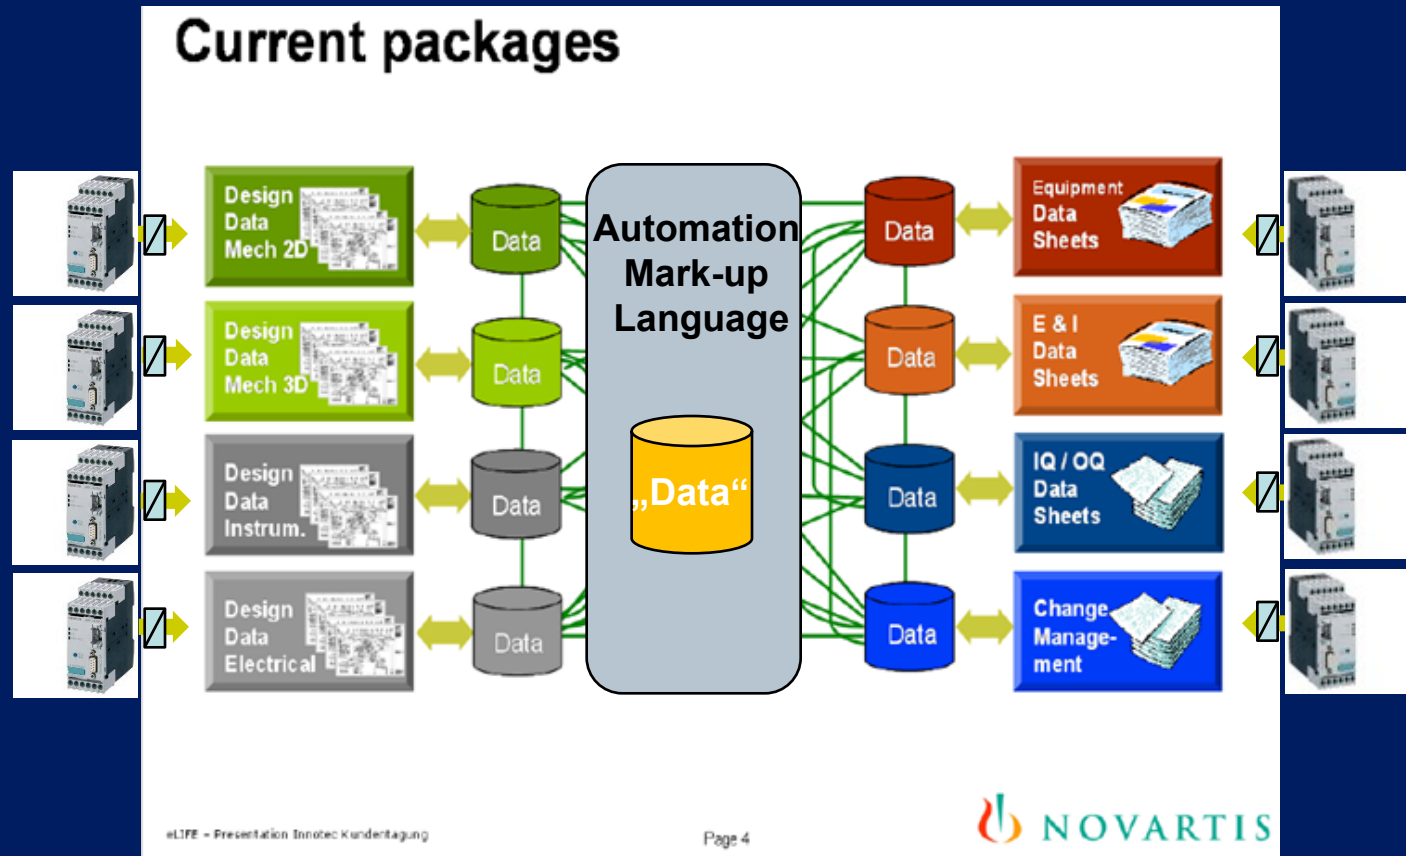 Current packages
Design
Data
Mech 2D
Data
Design
Data
Mech 3D
Data
Design
Data
Instrum.
Data
Design
Data
Electrical
Data
Automation
Mark-up
Language
„Data“
Data
Equipment
Data
Sheets
Data
E & I
Data
Sheets
Data
IQ / OQ
Data
Sheets
Data
Change
Manage-
ment
eLIFE – Presentation Innotec Kundentagung
Page 4
NOVARTIS